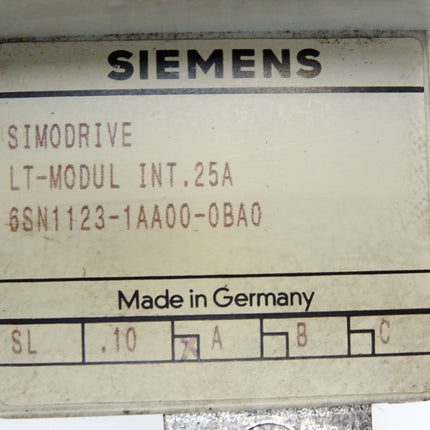 SIEMENS
SIMODRIVE
LT-MODUL INT.25A
6SN1123-1AA00-0BA0
Made in Germany
SL .10 A B C